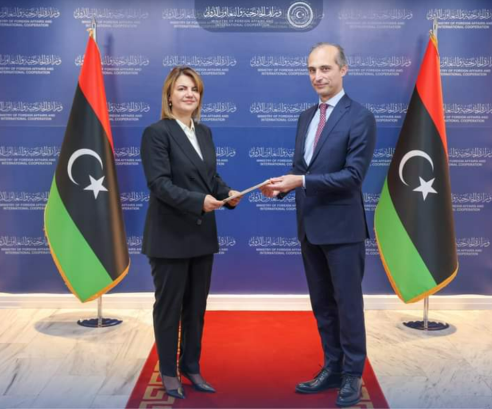 وزارة الخارجية والتعاون الدولي
MINISTRY OF FOREIGN AFFAIRS AND
INTERNATIONAL COOPERATION